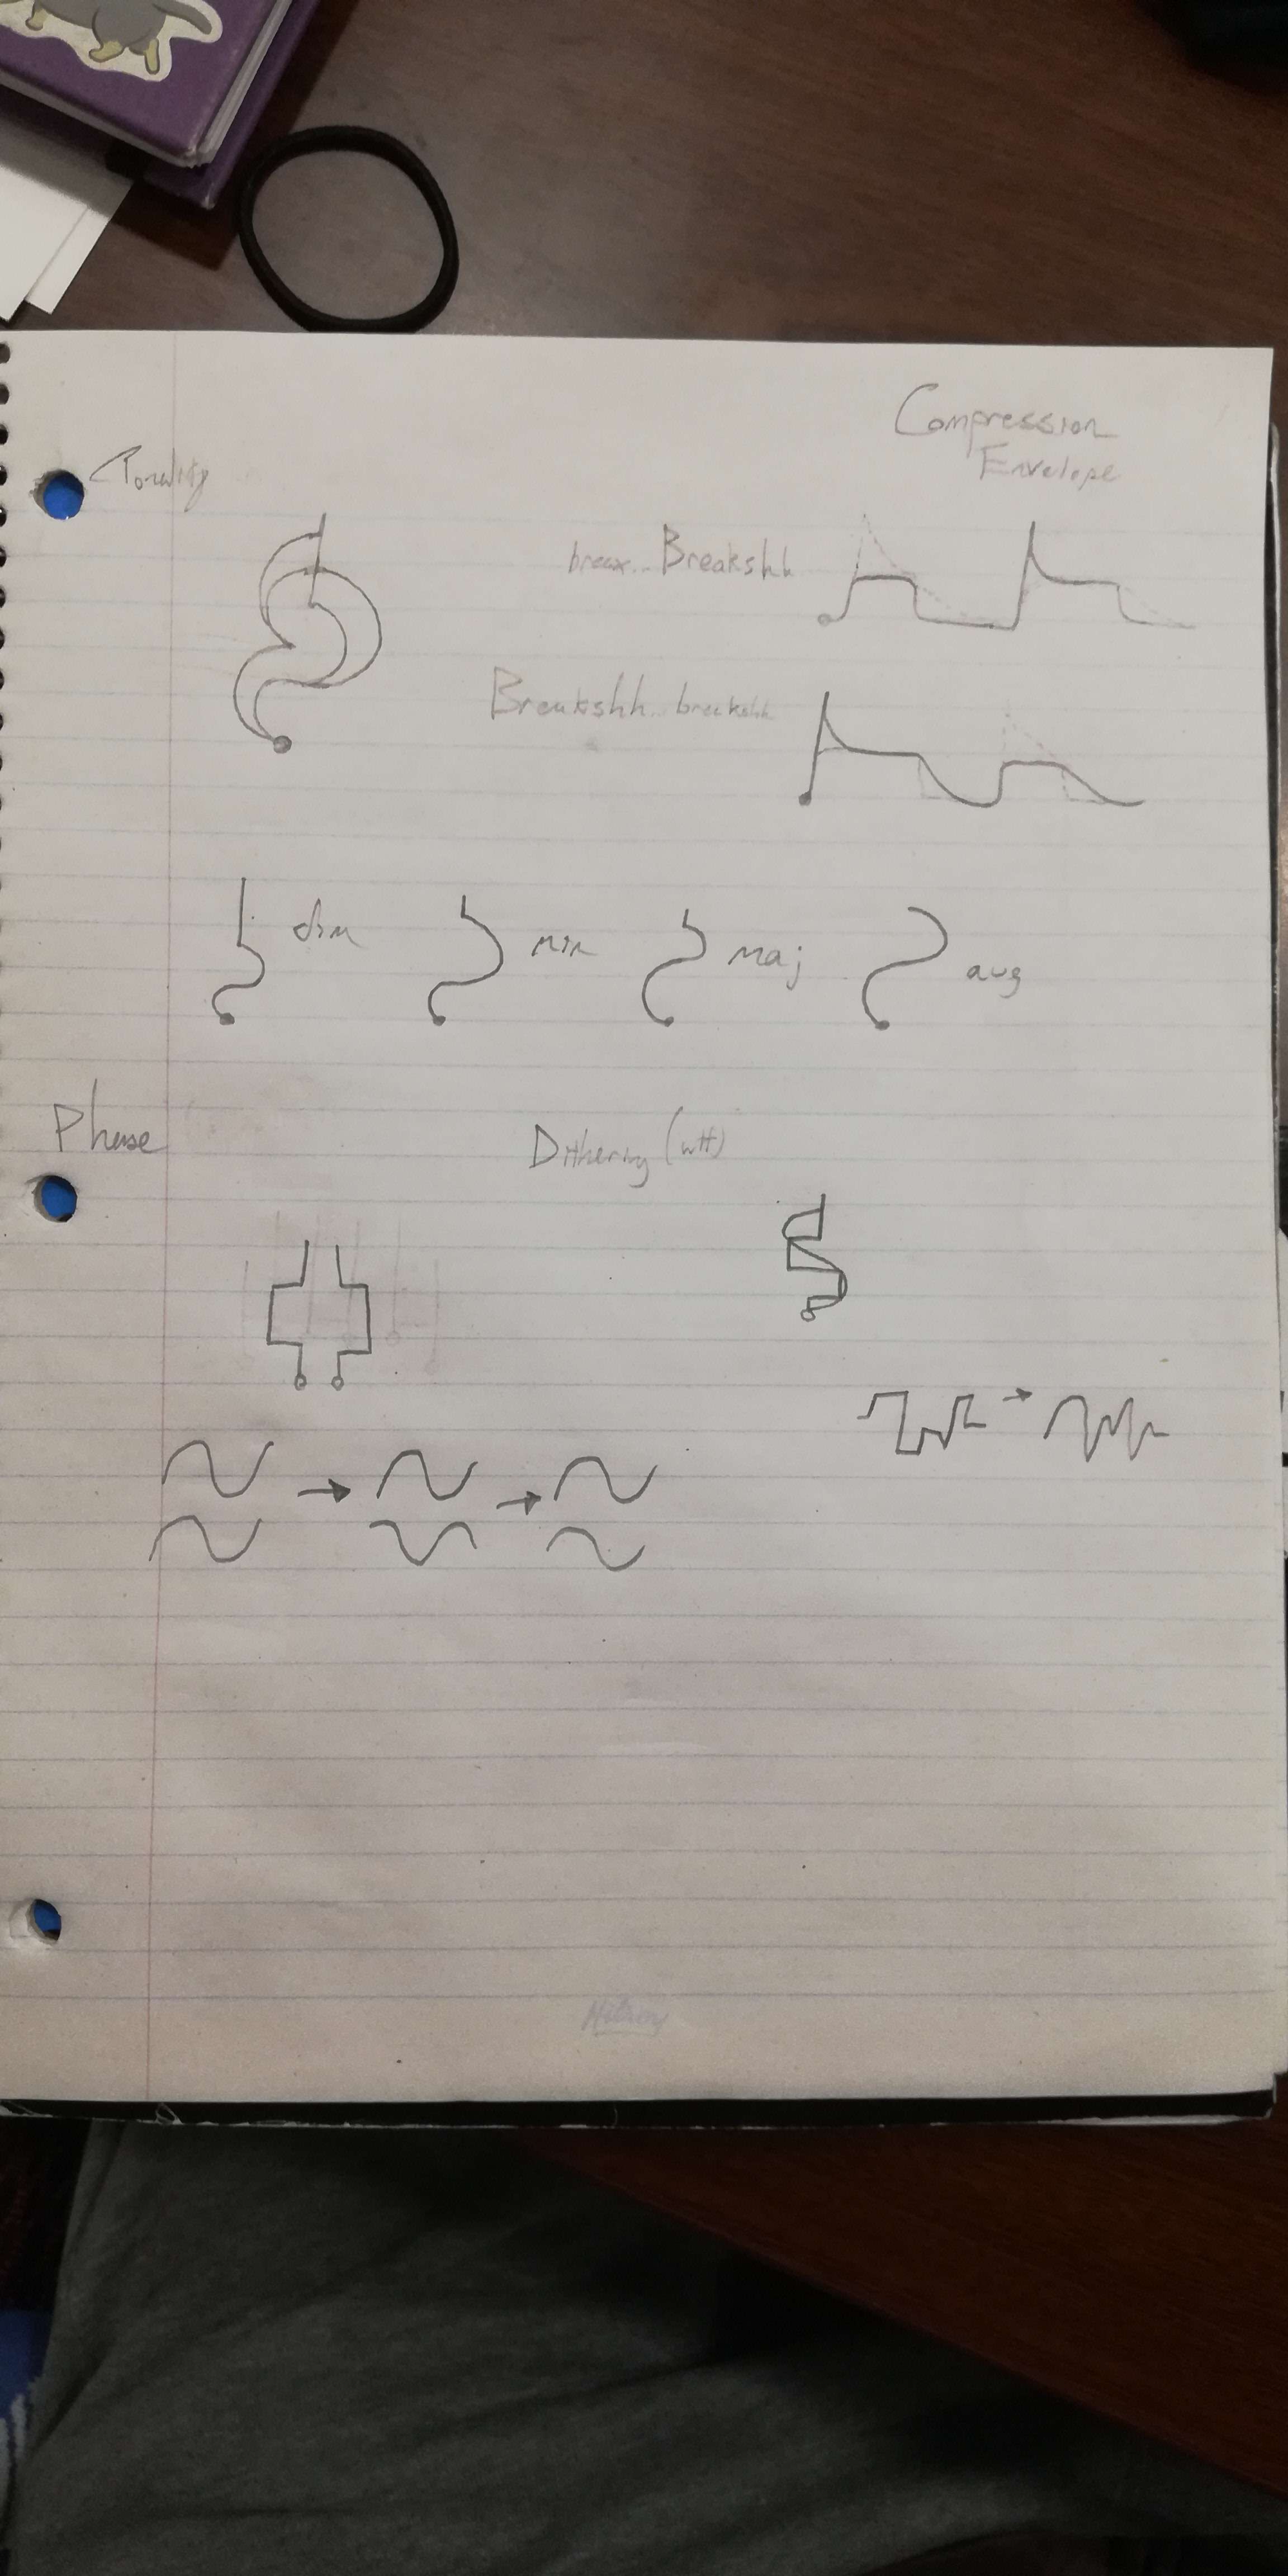 Compression
Envelope
Tonality
breax... Breakshh
Breakshh... breakshh
dim
min
maj
aug
Phase
Dithering (wtf)
Hilroy